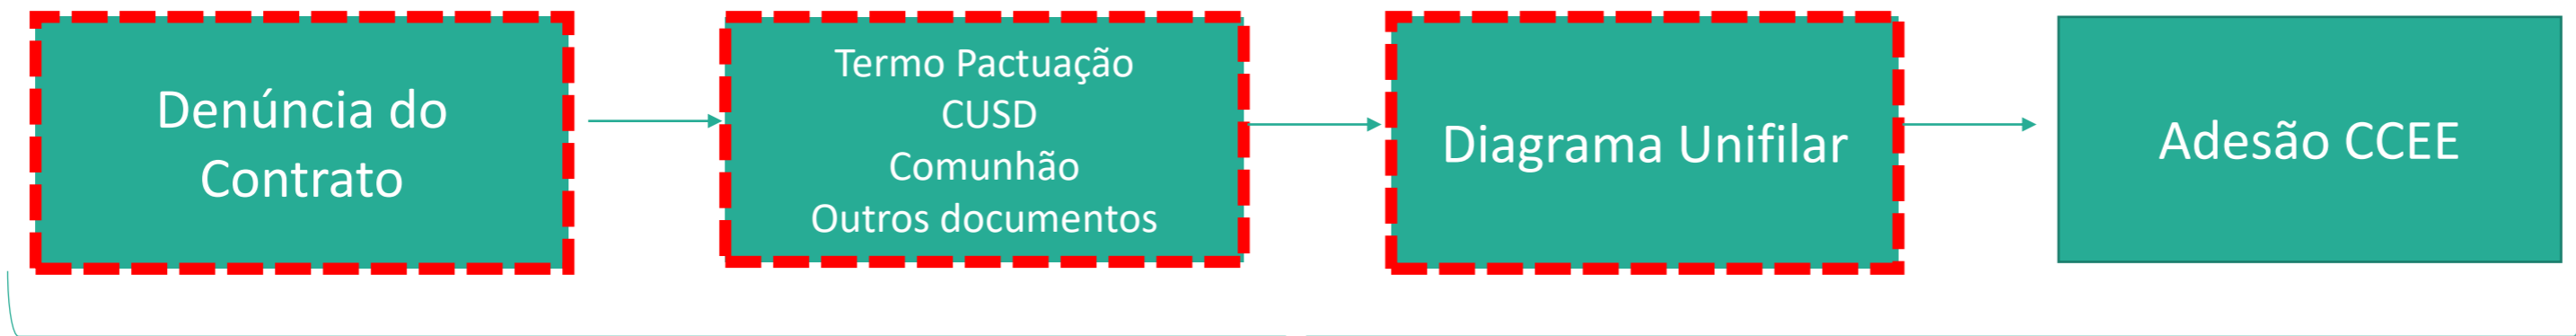 Denúncia do
Contrato
Termo Pactuação
CUSD
Comunhão
Outros documentos
Diagrama Unifilar
Adesão CCEE